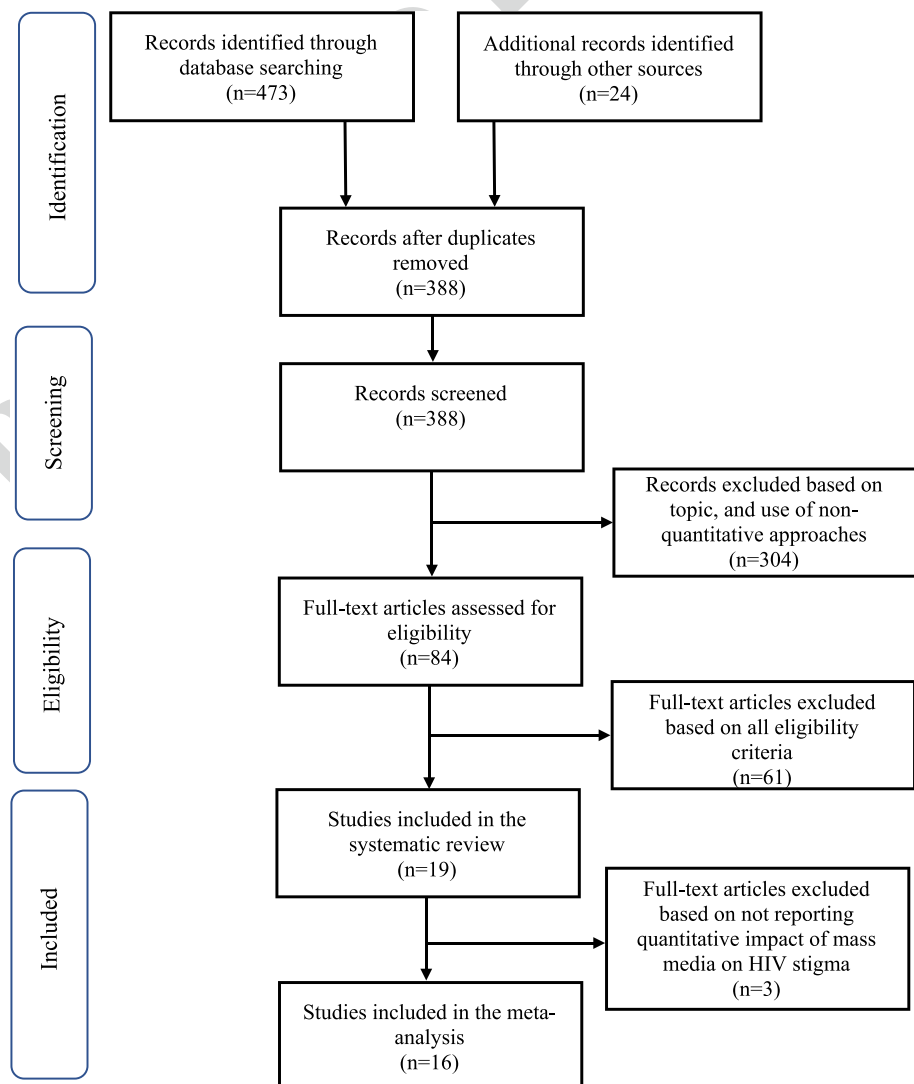 Identification
Records identified through
database searching
(n=473)
Additional records identified
through other sources
(n=24)
Records after duplicates
removed
(n=388)
Screening
Records screened
(n=388)
Records excluded based on
topic, and use of non-
quantitative approaches
(n=304)
Eligibility
Full-text articles assessed for
eligibility
(n=84)
Full-text articles excluded
based on all eligibility
criteria
(n=61)
Included
Studies included in the
systematic review
(n=19)
Full-text articles excluded
based on not reporting
quantitative impact of mass
media on HIV stigma
(n=3)
Studies included in the meta-
analysis
(n=16)